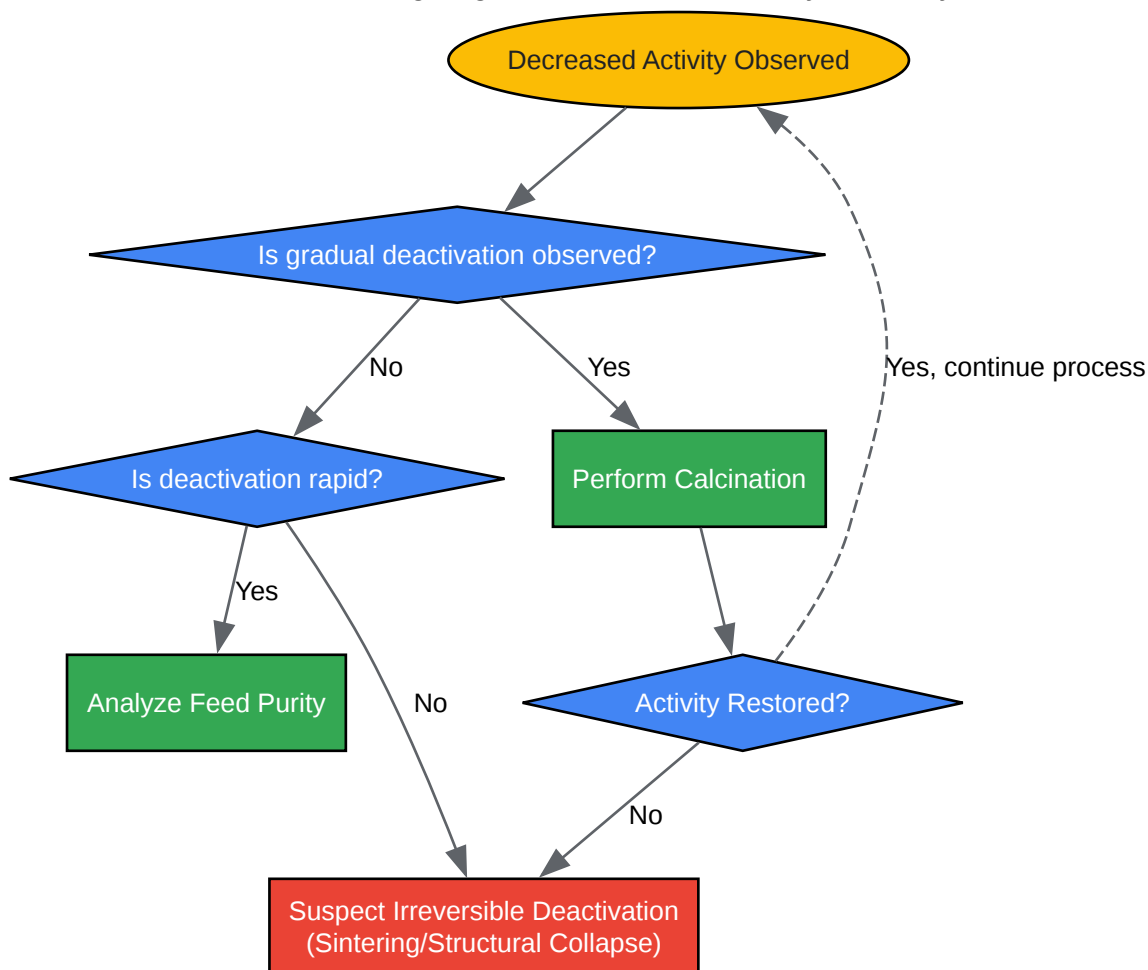 Decreased Activity Observed
Is gradual deactivation observed?
No
Yes
Yes, continue process
Is deactivation rapid?
Perform Calcination
Yes
Analyze Feed Purity
No
Activity Restored?
No
Suspect Irreversible Deactivation
(Sintering/Structural Collapse)